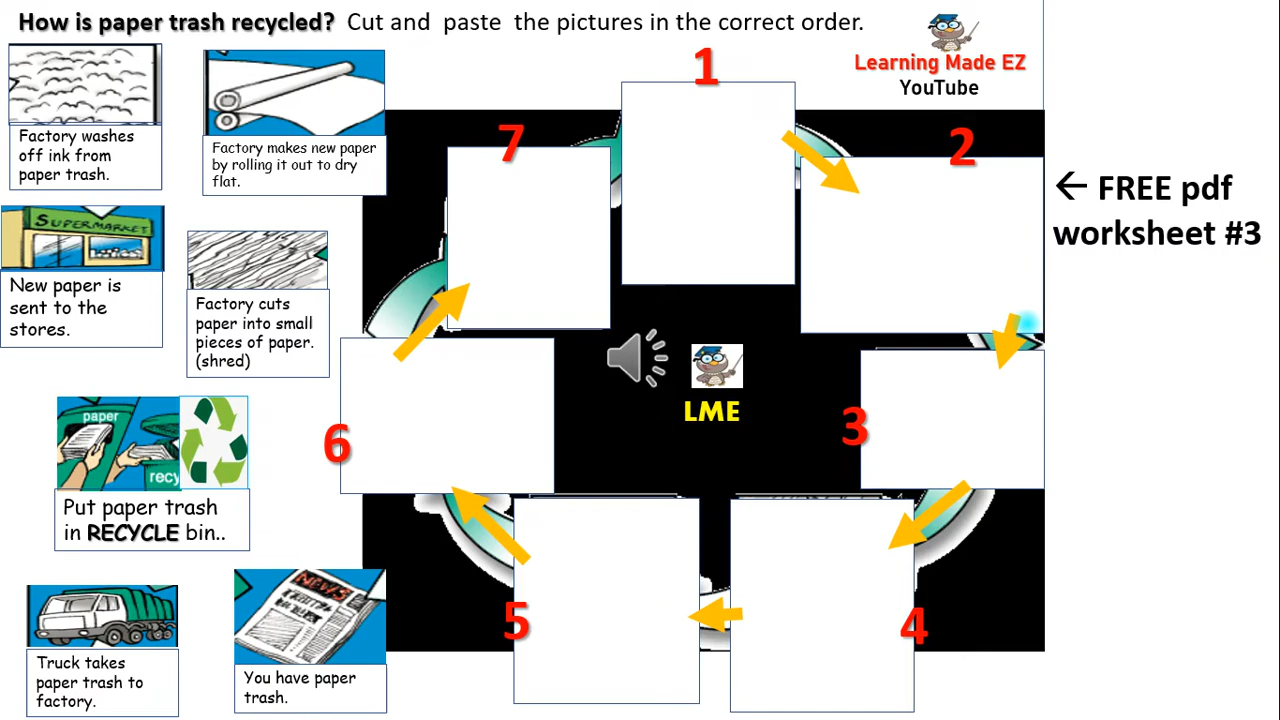 How is paper trash recycled? Cut and paste the pictures in the correct order.
Learning Made EZ
YouTube
Factory washes
off ink from
paper trash.
Factory makes new paper
by rolling it out to dry
flat.
SUPERMARKET
New paper is
sent to the
stores.
Factory cuts
paper into small
pieces of paper.
(shred)
paper
recy
Put paper trash
in RECYCLE bin..
Truck takes
paper trash to
factory.
NEWS
You have paper
trash.
1
2
3
4
5
6
7
LME
← FREE pdf
worksheet #3